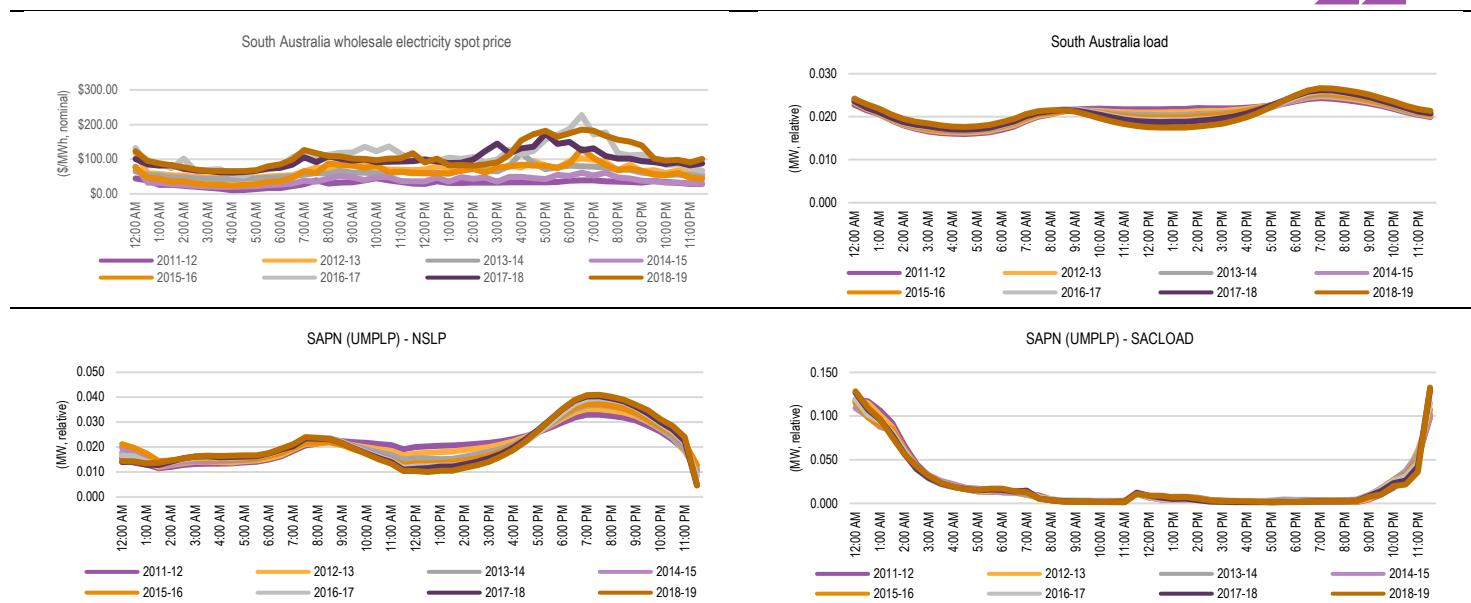 South Australia wholesale electricity spot price
($/MWh, nominal)
$300.00
$200.00
$100.00
$0.00
12:00 AM
1:00 AM
2:00 AM
3:00 AM
4:00 AM
5:00 AM
6:00 AM
7:00 AM
8:00 AM
9:00 AM
10:00 AM
11:00 AM
12:00 PM
1:00 PM
2:00 PM
3:00 PM
4:00 PM
5:00 PM
6:00 PM
7:00 PM
8:00 PM
9:00 PM
10:00 PM
11:00 PM
2011-12 2012-13 2013-14 2014-15
2015-16 2016-17 2017-18 2018-19
South Australia load
(MW, relative)
0.030
0.020
0.010
0.000
12:00 AM
1:00 AM
2:00 AM
3:00 AM
4:00 AM
5:00 AM
6:00 AM
7:00 AM
8:00 AM
9:00 AM
10:00 AM
11:00 AM
12:00 PM
1:00 PM
2:00 PM
3:00 PM
4:00 PM
5:00 PM
6:00 PM
7:00 PM
8:00 PM
9:00 PM
10:00 PM
11:00 PM
2011-12 2012-13 2013-14 2014-15
2015-16 2016-17 2017-18 2018-19
SAPN (UMPLP) - NSLP
(MW, relative)
0.050
0.040
0.030
0.020
0.010
0.000
12:00 AM
1:00 AM
2:00 AM
3:00 AM
4:00 AM
5:00 AM
6:00 AM
7:00 AM
8:00 AM
9:00 AM
10:00 AM
11:00 AM
12:00 PM
1:00 PM
2:00 PM
3:00 PM
4:00 PM
5:00 PM
6:00 PM
7:00 PM
8:00 PM
9:00 PM
10:00 PM
11:00 PM
2011-12 2012-13 2013-14 2014-15
2015-16 2016-17 2017-18 2018-19
SAPN (UMPLP) - SACLOAD
(MW, relative)
0.150
0.100
0.050
0.000
12:00 AM
1:00 AM
2:00 AM
3:00 AM
4:00 AM
5:00 AM
6:00 AM
7:00 AM
8:00 AM
9:00 AM
10:00 AM
11:00 AM
12:00 PM
1:00 PM
2:00 PM
3:00 PM
4:00 PM
5:00 PM
6:00 PM
7:00 PM
8:00 PM
9:00 PM
10:00 PM
11:00 PM
2011-12 2012-13 2013-14 2014-15
2015-16 2016-17 2017-18 2018-19